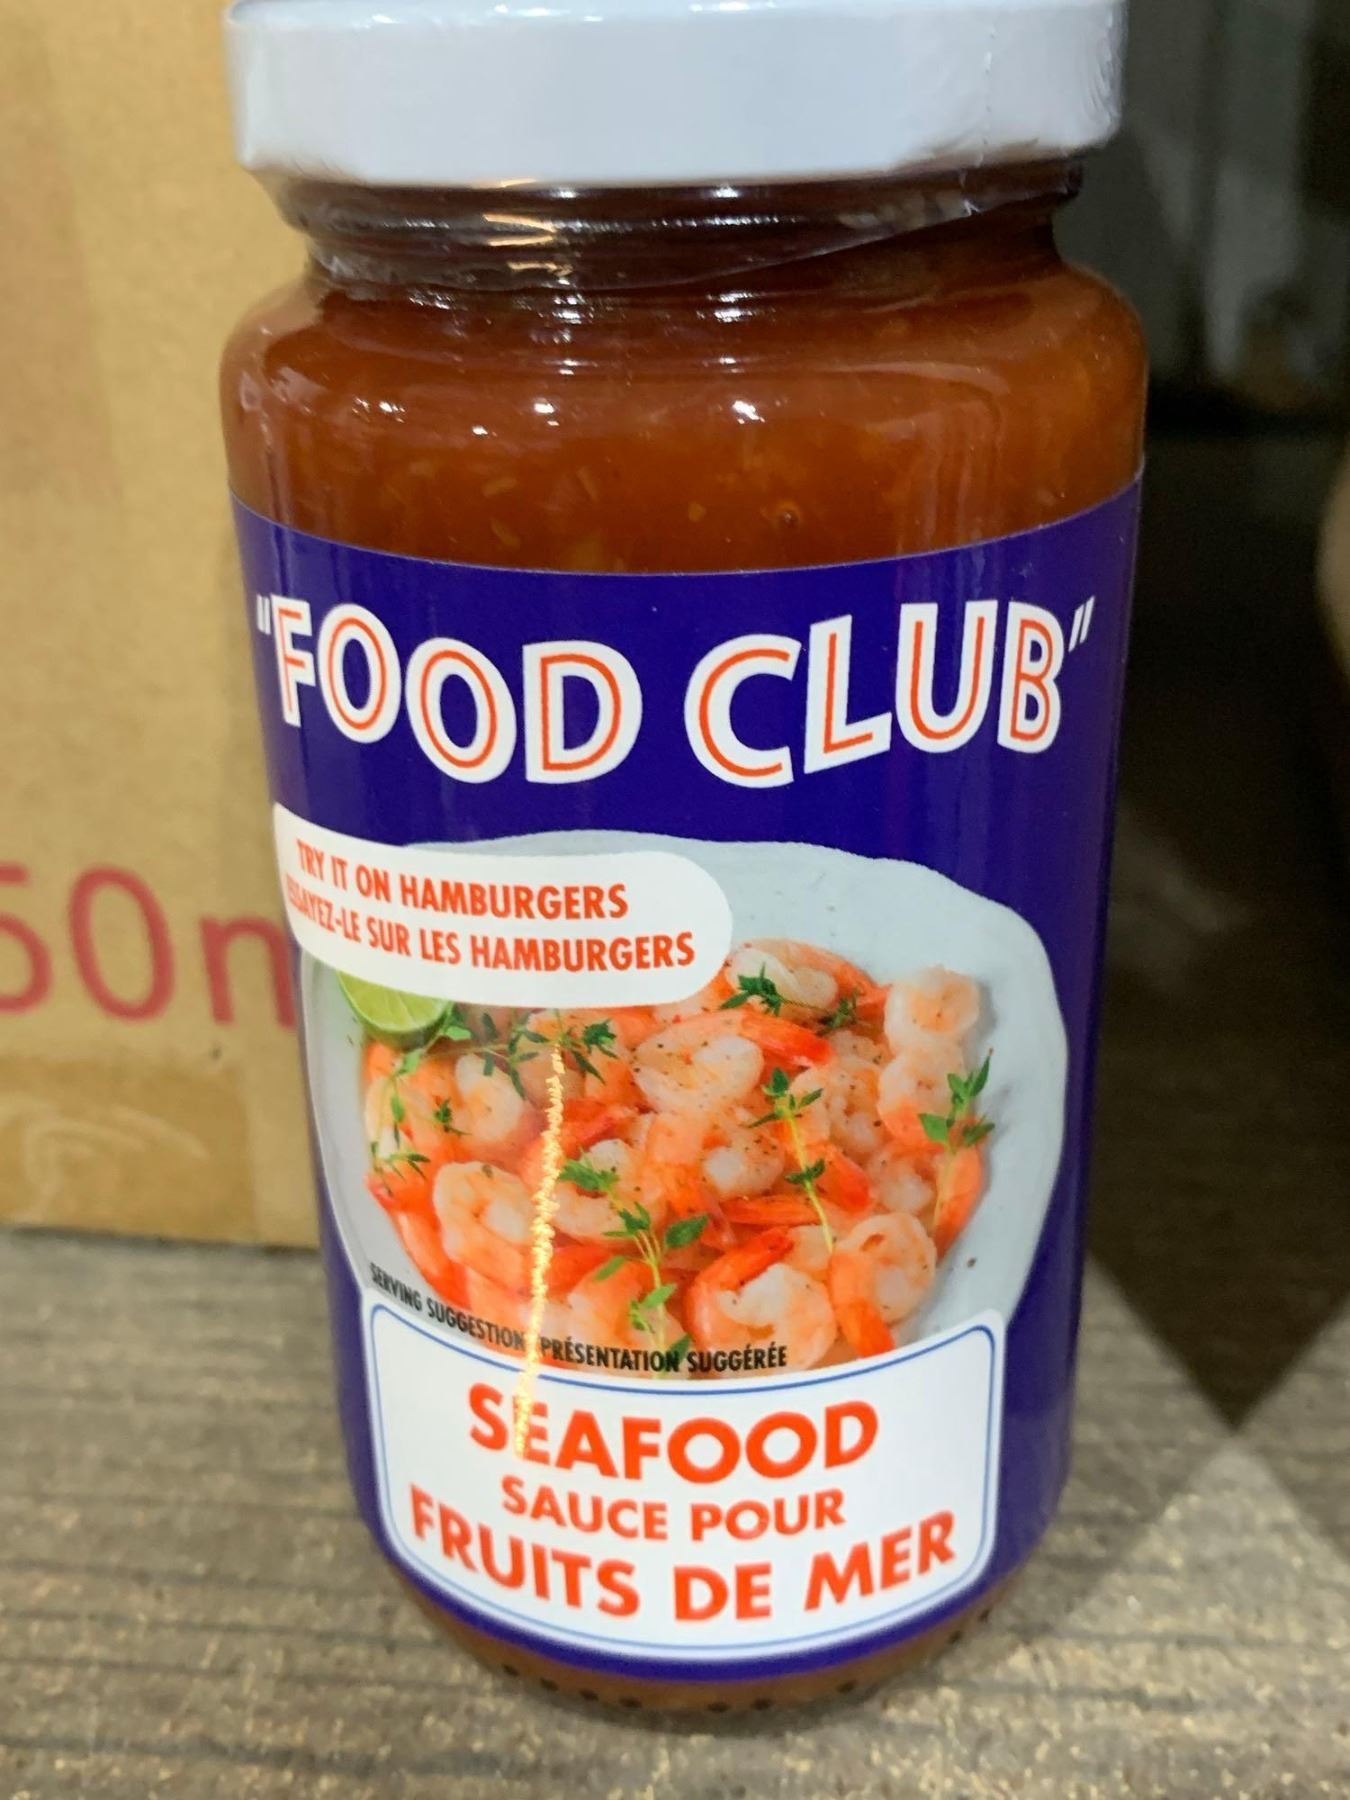 "FOOD CLUB"
TRY IT ON HAMBURGERS
ESSAYEZ-LE SUR LES HAMBURGERS
50m
SERVING SUGGESTION PRÉSENTATION SUGGÉRÉE
SEAFOOD
SAUCE POUR
FRUITS DE MER